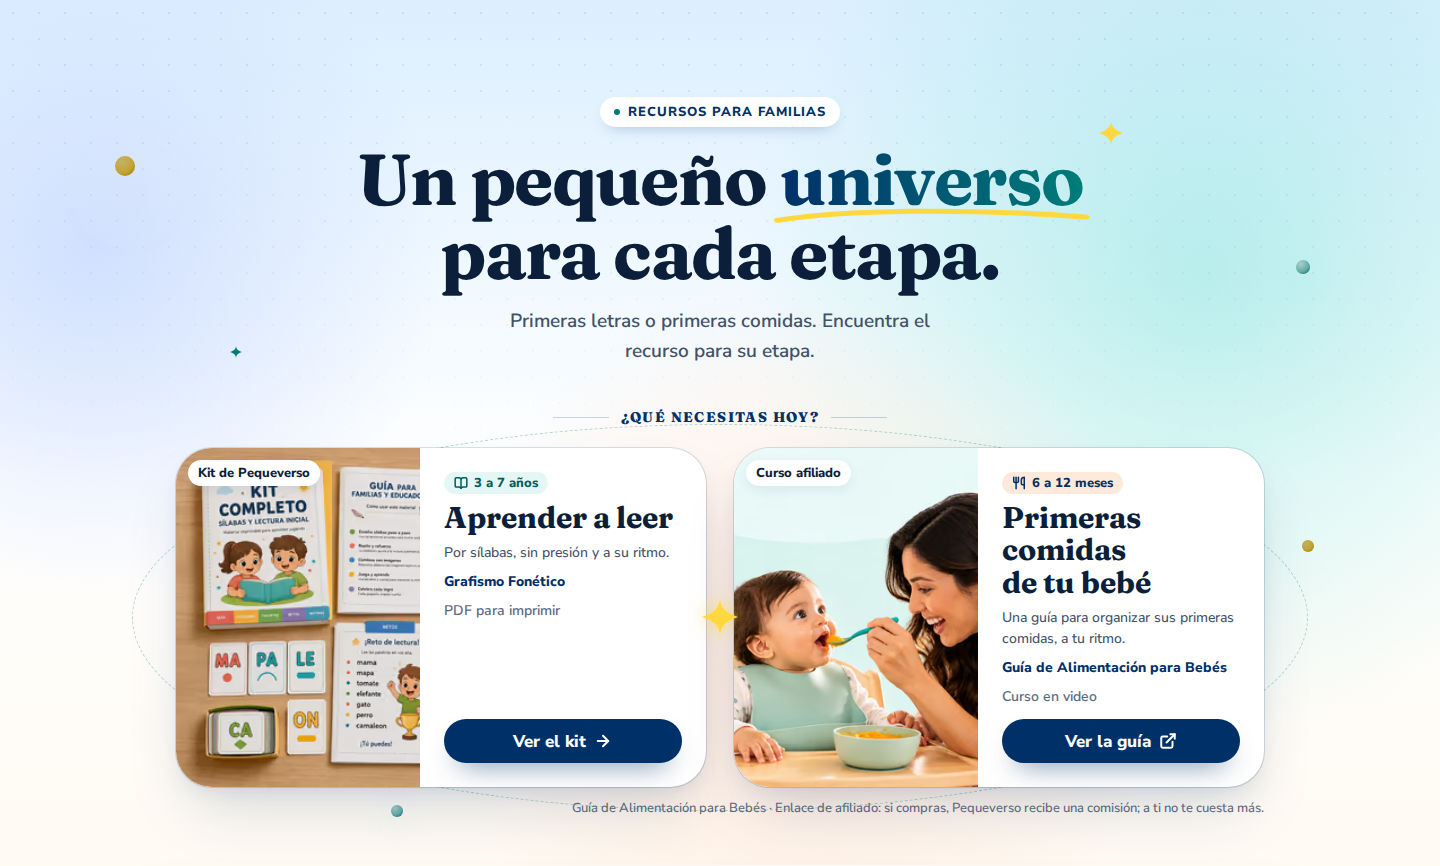 RECURSOS PARA FAMILIAS
Un pequeño universo
para cada etapa.
Primeras letras o primeras comidas. Encuentra el
recurso para su etapa.
¿QUÉ NECESITAS HOY?
Kit de Pequeverso
KIT
COMPLETO
SÍLABAS Y LECTURA INICIAL
GUÍA PARA
FAMILIAS Y EDUCADO
Como usar este material
MA
PA
LE
CA
ON
¡Reto de lectura!
mama
mapa
tomate
elefante
gato
perro
camaleon
¡Tú puedes!
3 a 7 años
Aprender a leer
Por sílabas, sin presión y a su ritmo.
Grafismo Fonético
PDF para imprimir
Ver el kit
Curso afiliado
6 a 12 meses
Primeras
comidas
de tu bebé
Una guía para organizar sus primeras
comidas, a tu ritmo.
Guía de Alimentación para Bebés
Curso en video
Ver la guía
Guía de Alimentación para Bebés · Enlace de afiliado: si compras, Pequeverso recibe una comisión; a ti no te cuesta más.